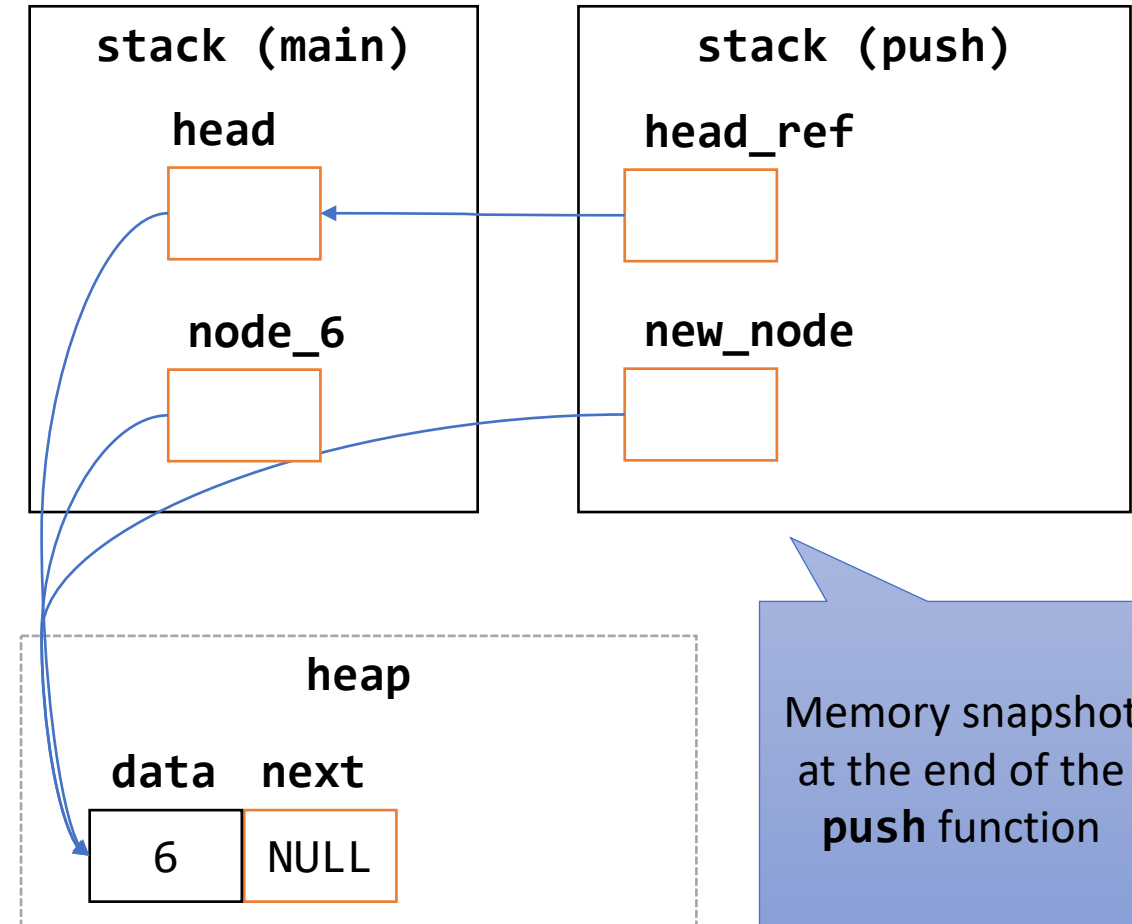 stack (main)
stack (push)
head
head_ref
node_6
new_node
heap
data next
6 NULL
Memory snapshot
at the end of the
push function